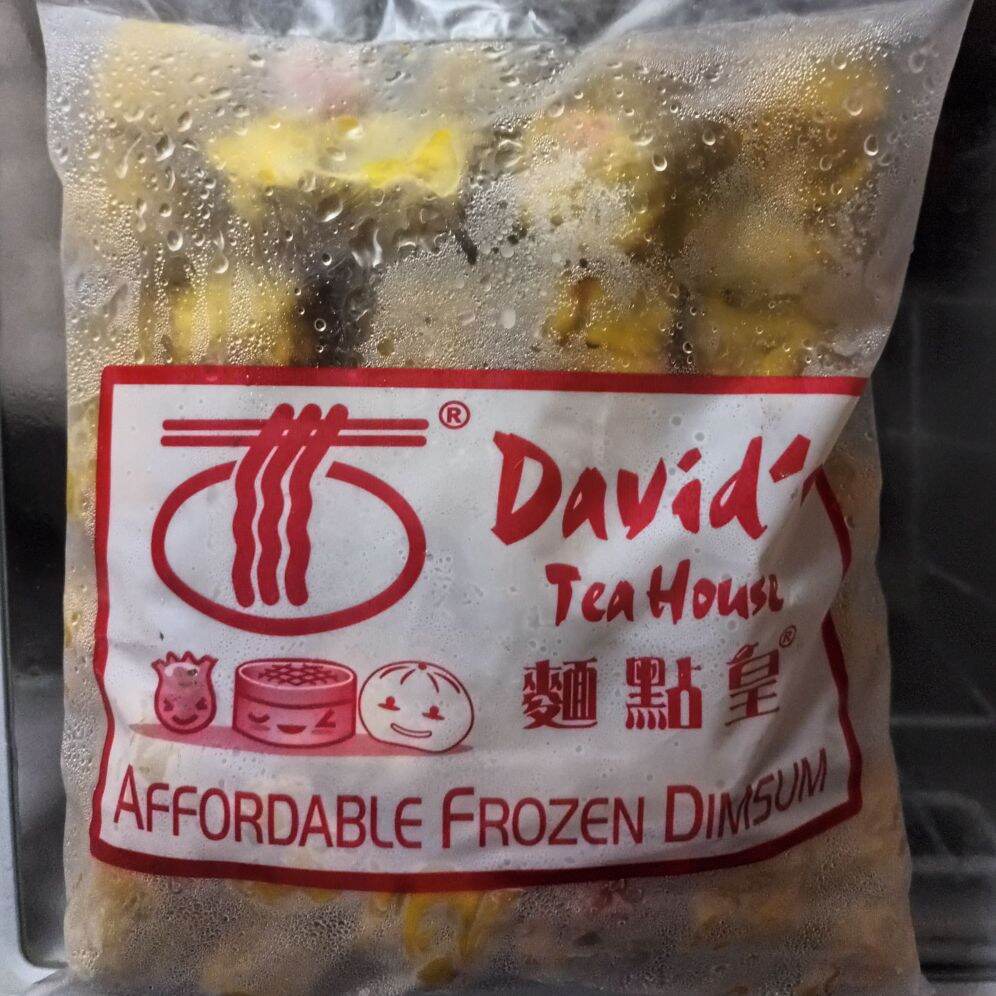 ®
David's
Tea House
麵點皇®
AFFORDABLE FROZEN DIMSUM